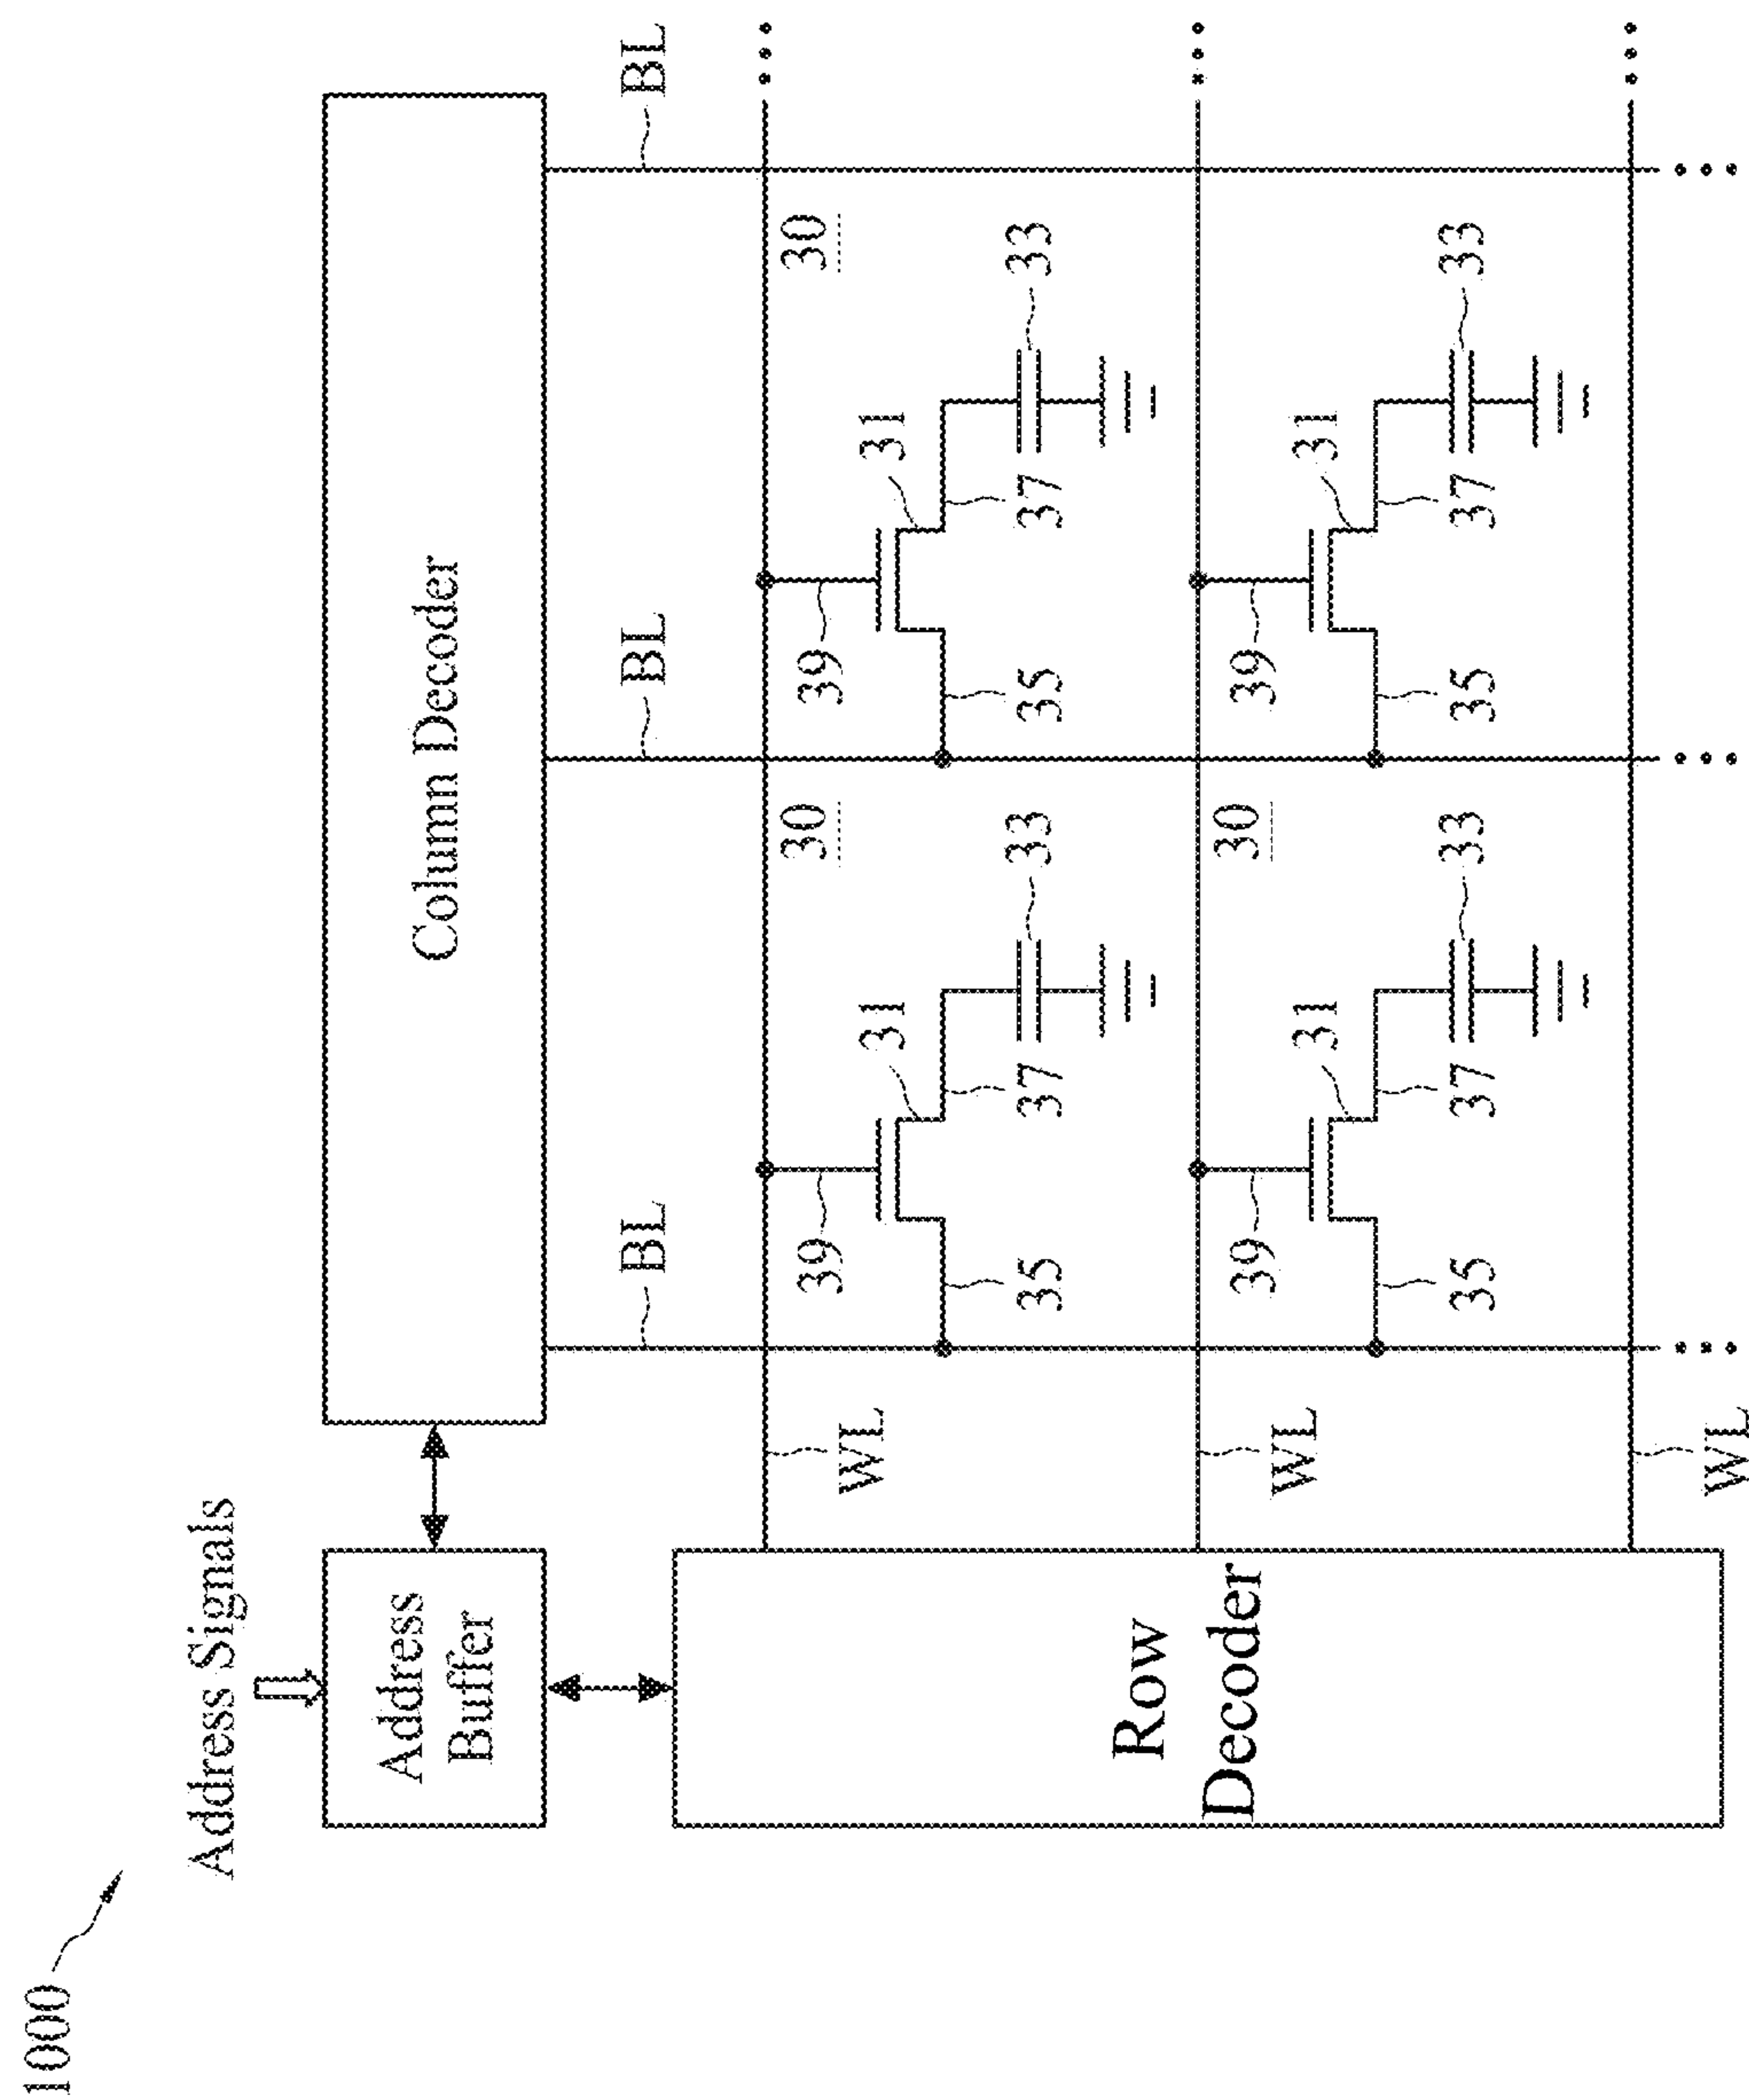 1000
Address Signals
Address
Buffer
Column Decoder
BL
BL
BL
39
30
39
30
WL
31
31
35
37
33
35
37
33
Row
Decoder
39
30
39
WL
31
31
35
37
33
35
37
33
WL